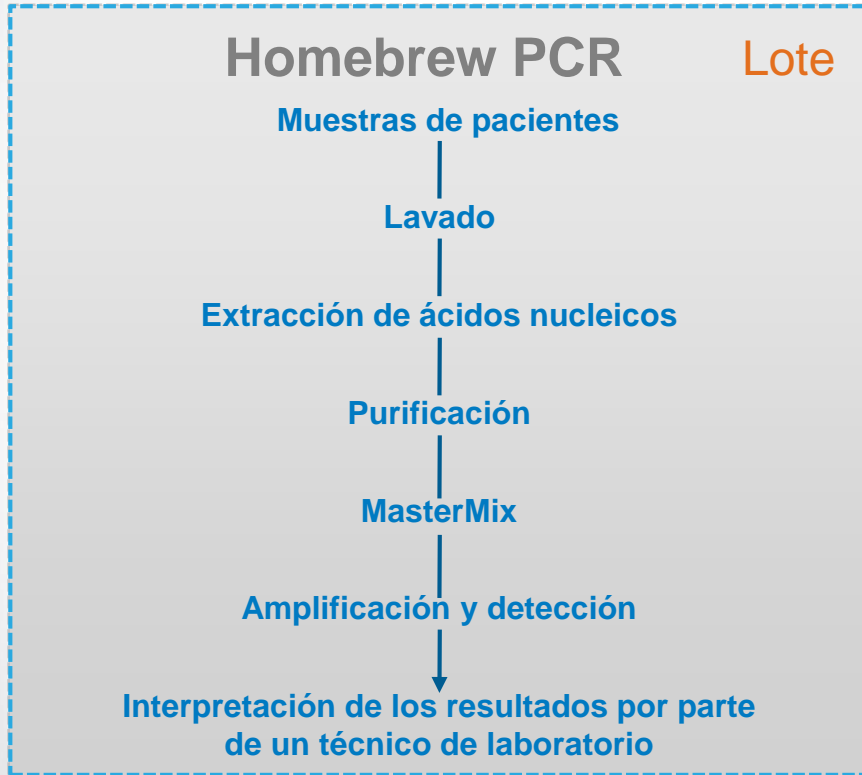 Homebrew PCR
Lote
Muestras de pacientes
Lavado
Extracción de ácidos nucleicos
Purificación
MasterMix
Amplificación y detección
Interpretación de los resultados por parte
de un técnico de laboratorio